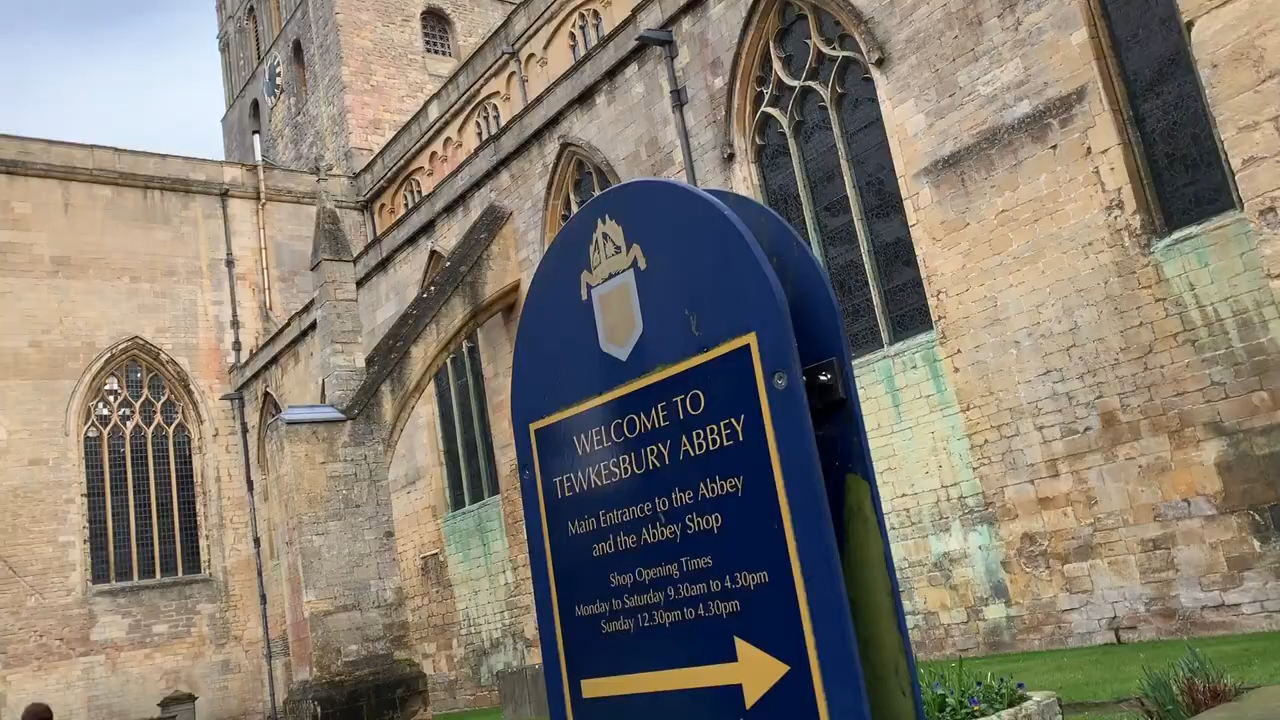 WELCOME TO
TEWKESBURY ABBEY
Main Entrance to the Abbey
and the Abbey Shop
Shop Opening Times
Monday to Saturday 9.30am to 4.30pm
Sunday 12.30pm to 4.30pm